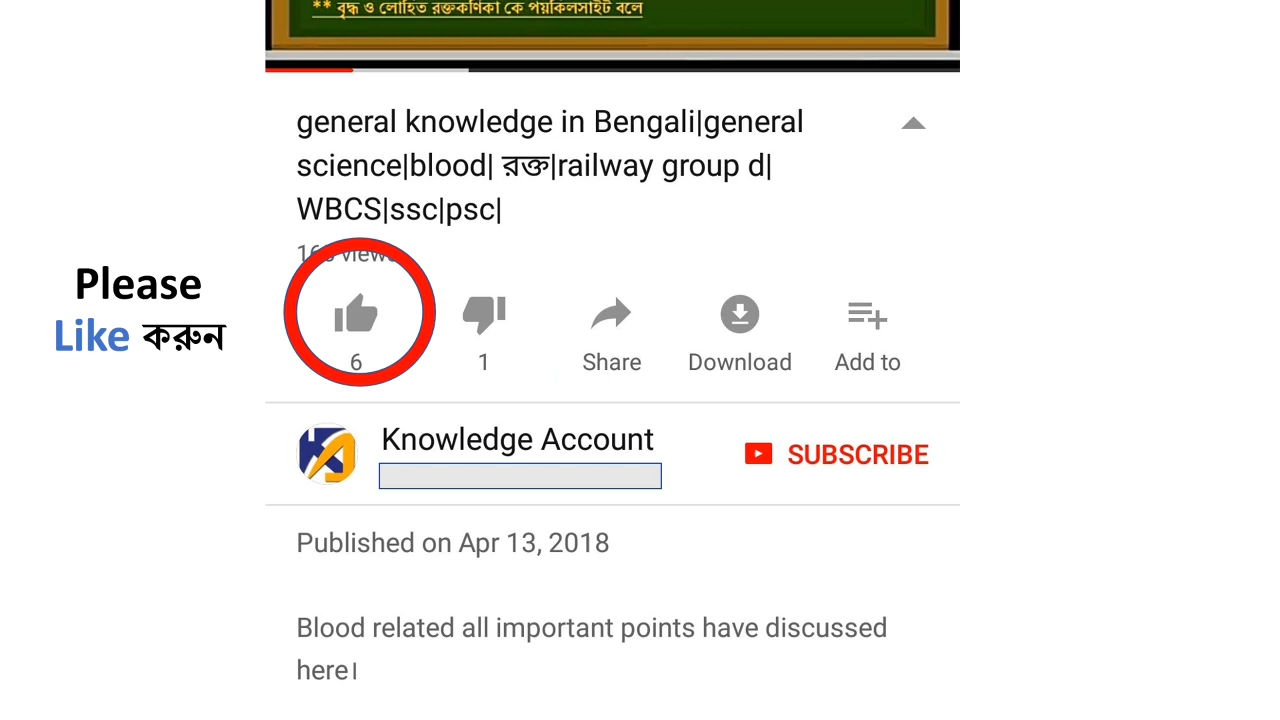 ** বৃদ্ধ ও লোহিত রক্তকণিকা কে পয়কিলসাইট বলে
general knowledge in Bengali|general
science|blood| রক্ত|railway group d|
WBCS|ssc|psc|
views
Please
Like করুন
6
1
Share
Download
Add to
Knowledge Account
SUBSCRIBE
Published on Apr 13, 2018
Blood related all important points have discussed
here।